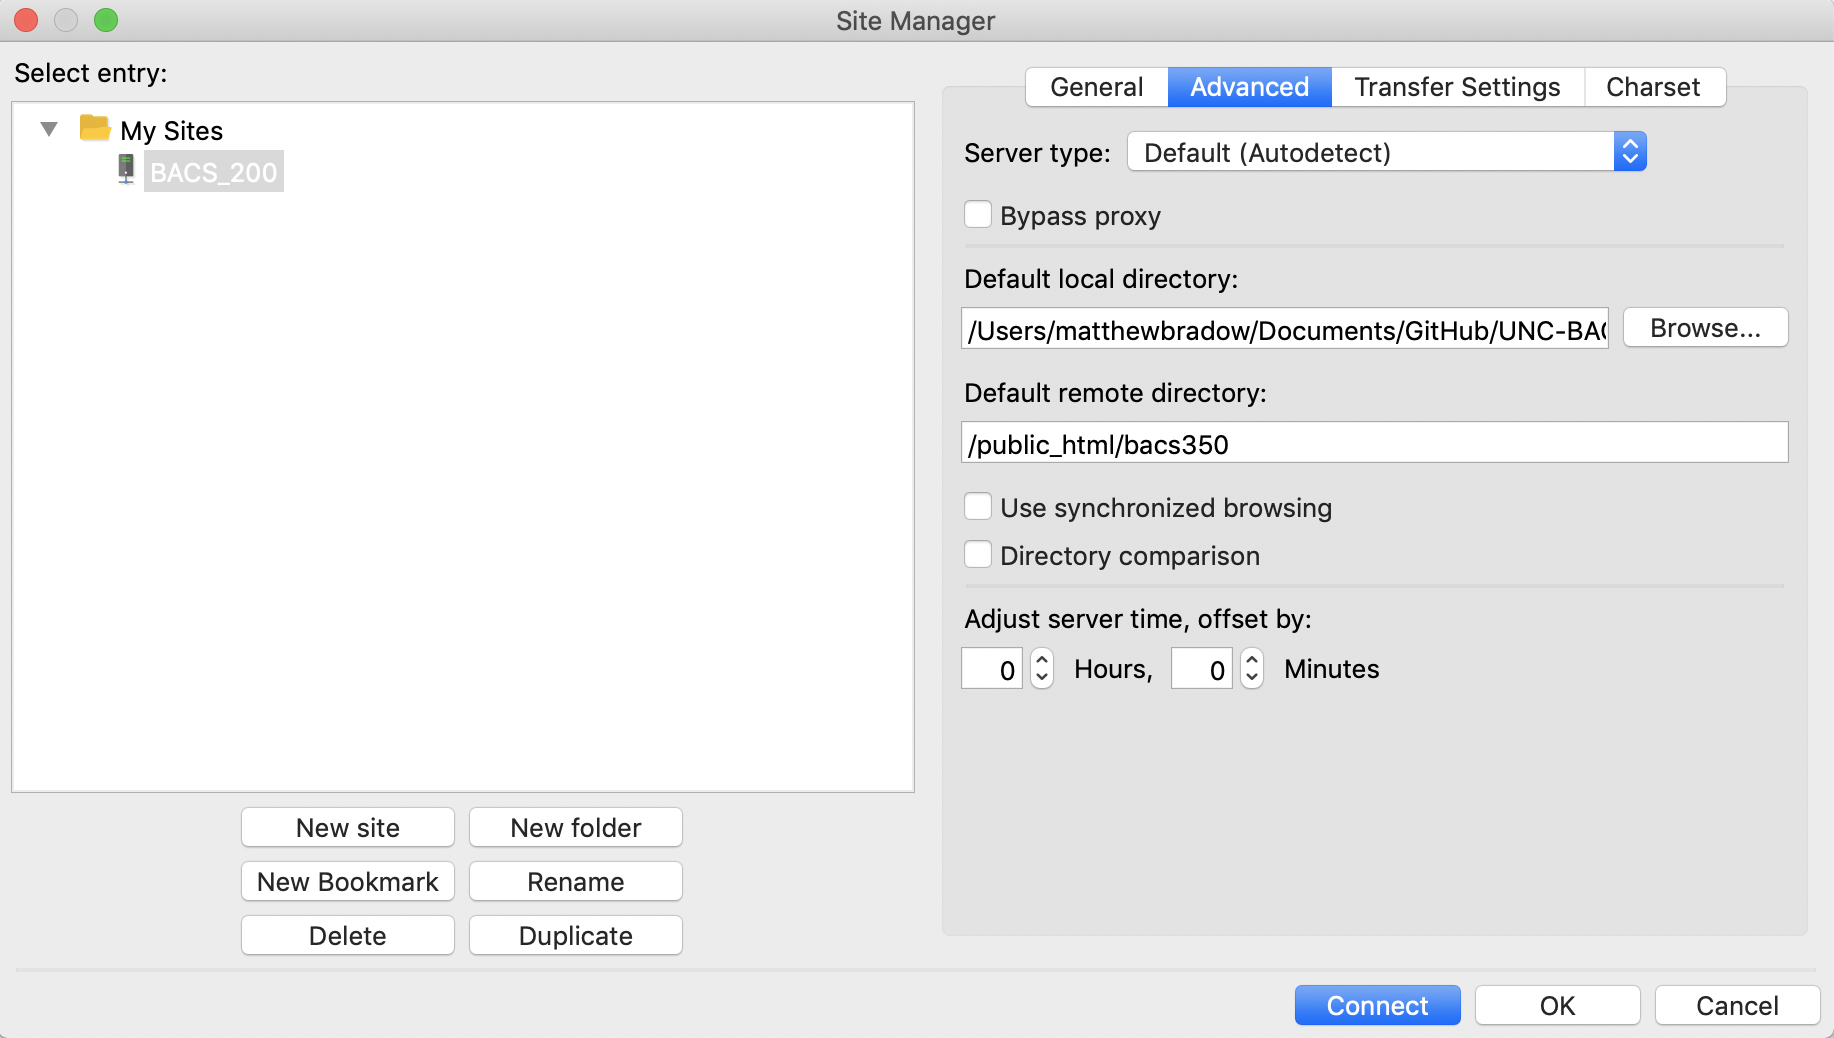 Site Manager
Select entry:
My Sites
BACS_200
New site
New folder
New Bookmark
Rename
Delete
Duplicate
General
Advanced
Transfer Settings
Charset
Server type:
Default (Autodetect)
Bypass proxy
Default local directory:
/Users/matthewbradow/Documents/GitHub/UNC-BAC
Browse...
Default remote directory:
/public_html/bacs350
Use synchronized browsing
Directory comparison
Adjust server time, offset by:
0 Hours, 0 Minutes
Connect
OK
Cancel